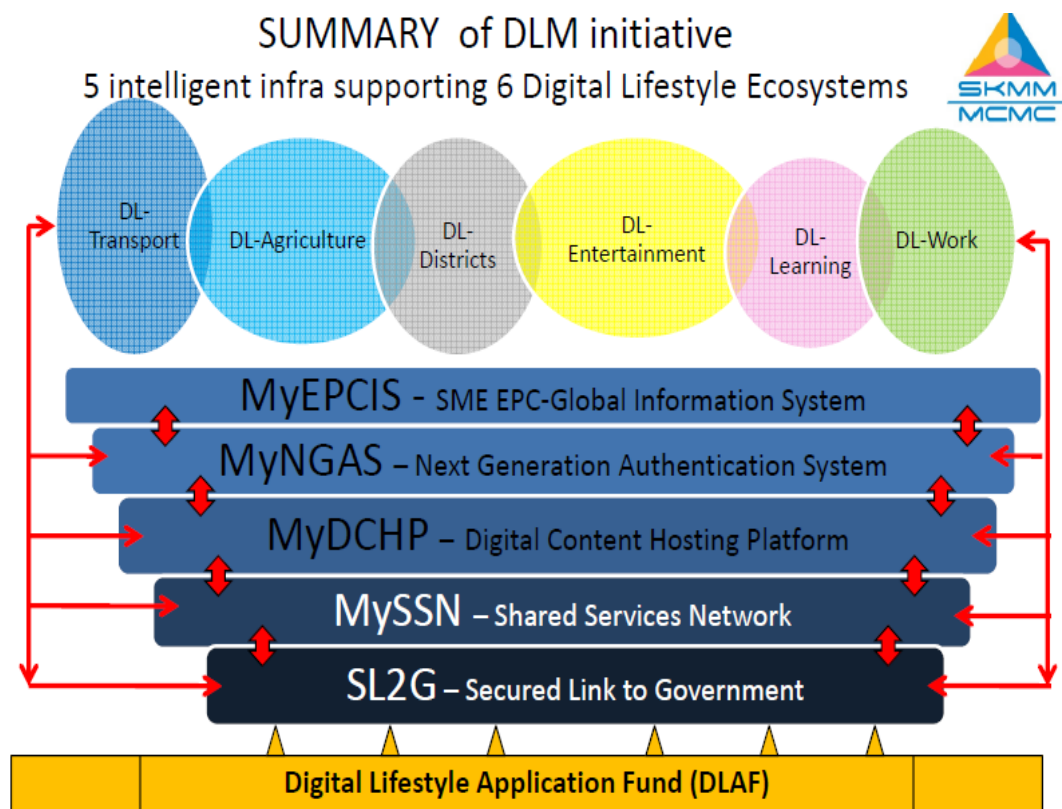 SUMMARY of DLM initiative
5 intelligent infra supporting 6 Digital Lifestyle Ecosystems
SKMM
MCMC
DL-
Transport
DL-Agriculture
DL-
Districts
DL-
Entertainment
DL-
Learning
DL-Work
MyEPCIS - SME EPC-Global Information System
MyNGAS – Next Generation Authentication System
MyDCHP – Digital Content Hosting Platform
MySSN – Shared Services Network
SL2G – Secured Link to Government
Digital Lifestyle Application Fund (DLAF)